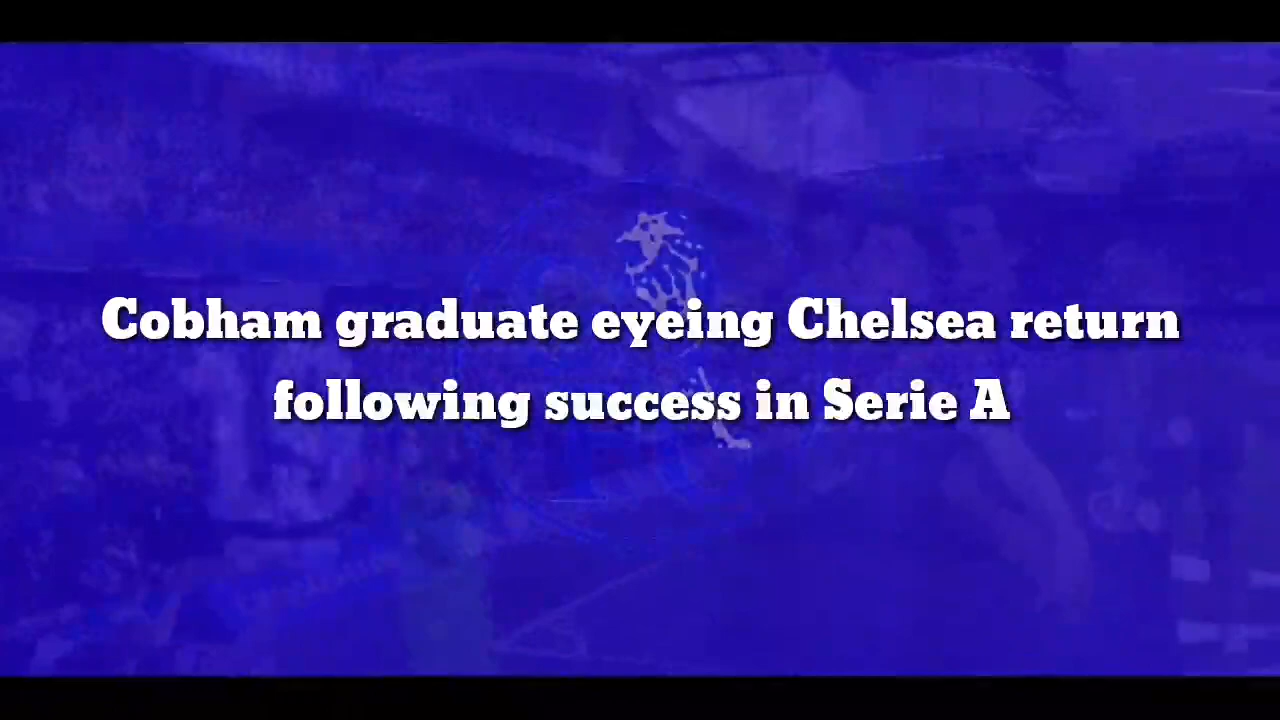 Cobham graduate eyeing Chelsea return
following success in Serie A